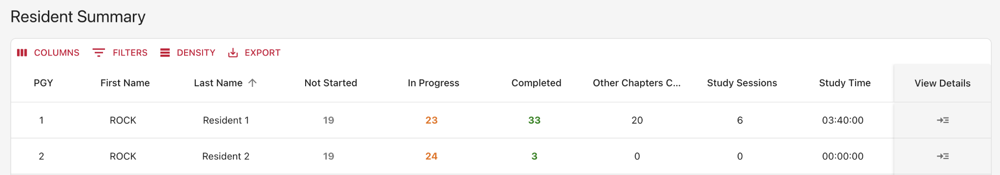 Resident Summary
COLUMNS FILTERS DENSITY EXPORT
PGY First Name Last Name Not Started In Progress Completed Other Chapters C... Study Sessions Study Time View Details
1 ROCK Resident 1 19 23 33 20 6 03:40:00
2 ROCK Resident 2 19 24 3 0 0 00:00:00